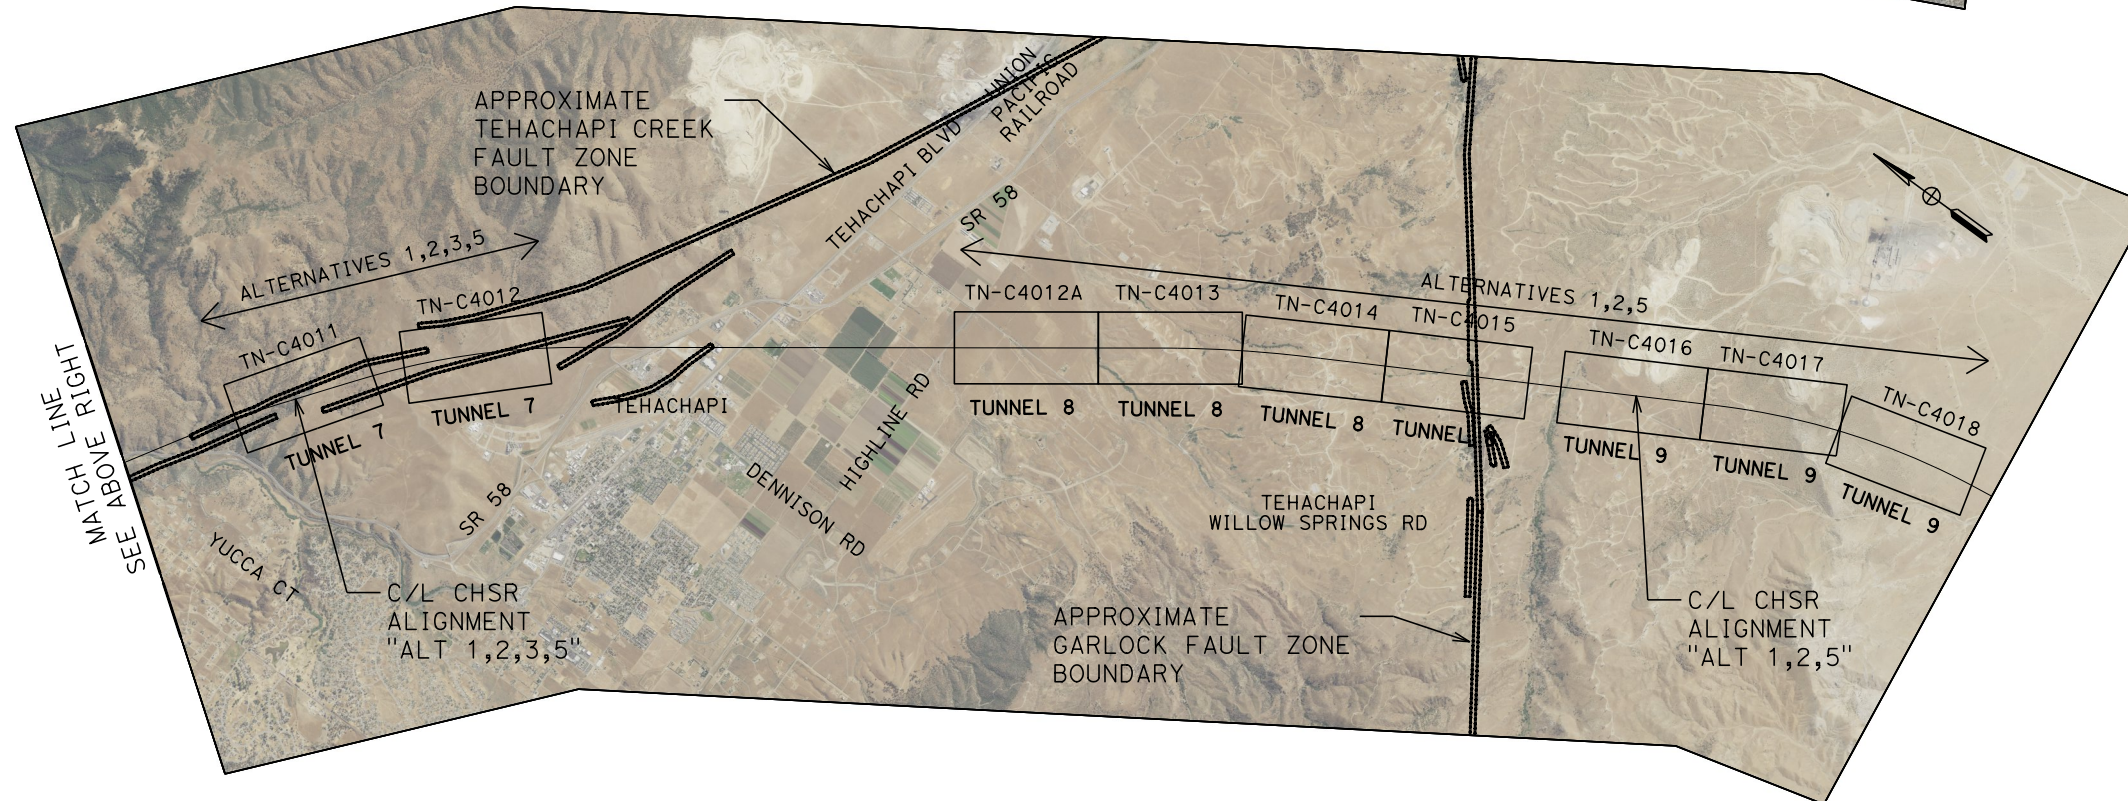 APPROXIMATE
TEHACHAPI CREEK
FAULT ZONE
BOUNDARY
UNION
PACIFIC
RAILROAD
TEHACHAPI BLVD
SR 58
ALTERNATIVES 1,2,3,5
ALTERNATIVES 1,2,5
TN-C4011
TN-C4012
TN-C4012A
TN-C4013
TN-C4014
TN-C4015
TN-C4016
TN-C4017
TN-C4018
TUNNEL 7
TUNNEL 7
TUNNEL 8
TUNNEL 8
TUNNEL 8
TUNNEL
TUNNEL 9
TUNNEL 9
TUNNEL 9
MATCH LINE
SEE ABOVE RIGHT
TEHACHAPI
HIGHLINE RD
DENNISON RD
SR 58
YUCCA CT
TEHACHAPI
WILLOW SPRINGS RD
C/L CHSR
ALIGNMENT
"ALT 1,2,3,5"
APPROXIMATE
GARLOCK FAULT ZONE
BOUNDARY
C/L CHSR
ALIGNMENT
"ALT 1,2,5"